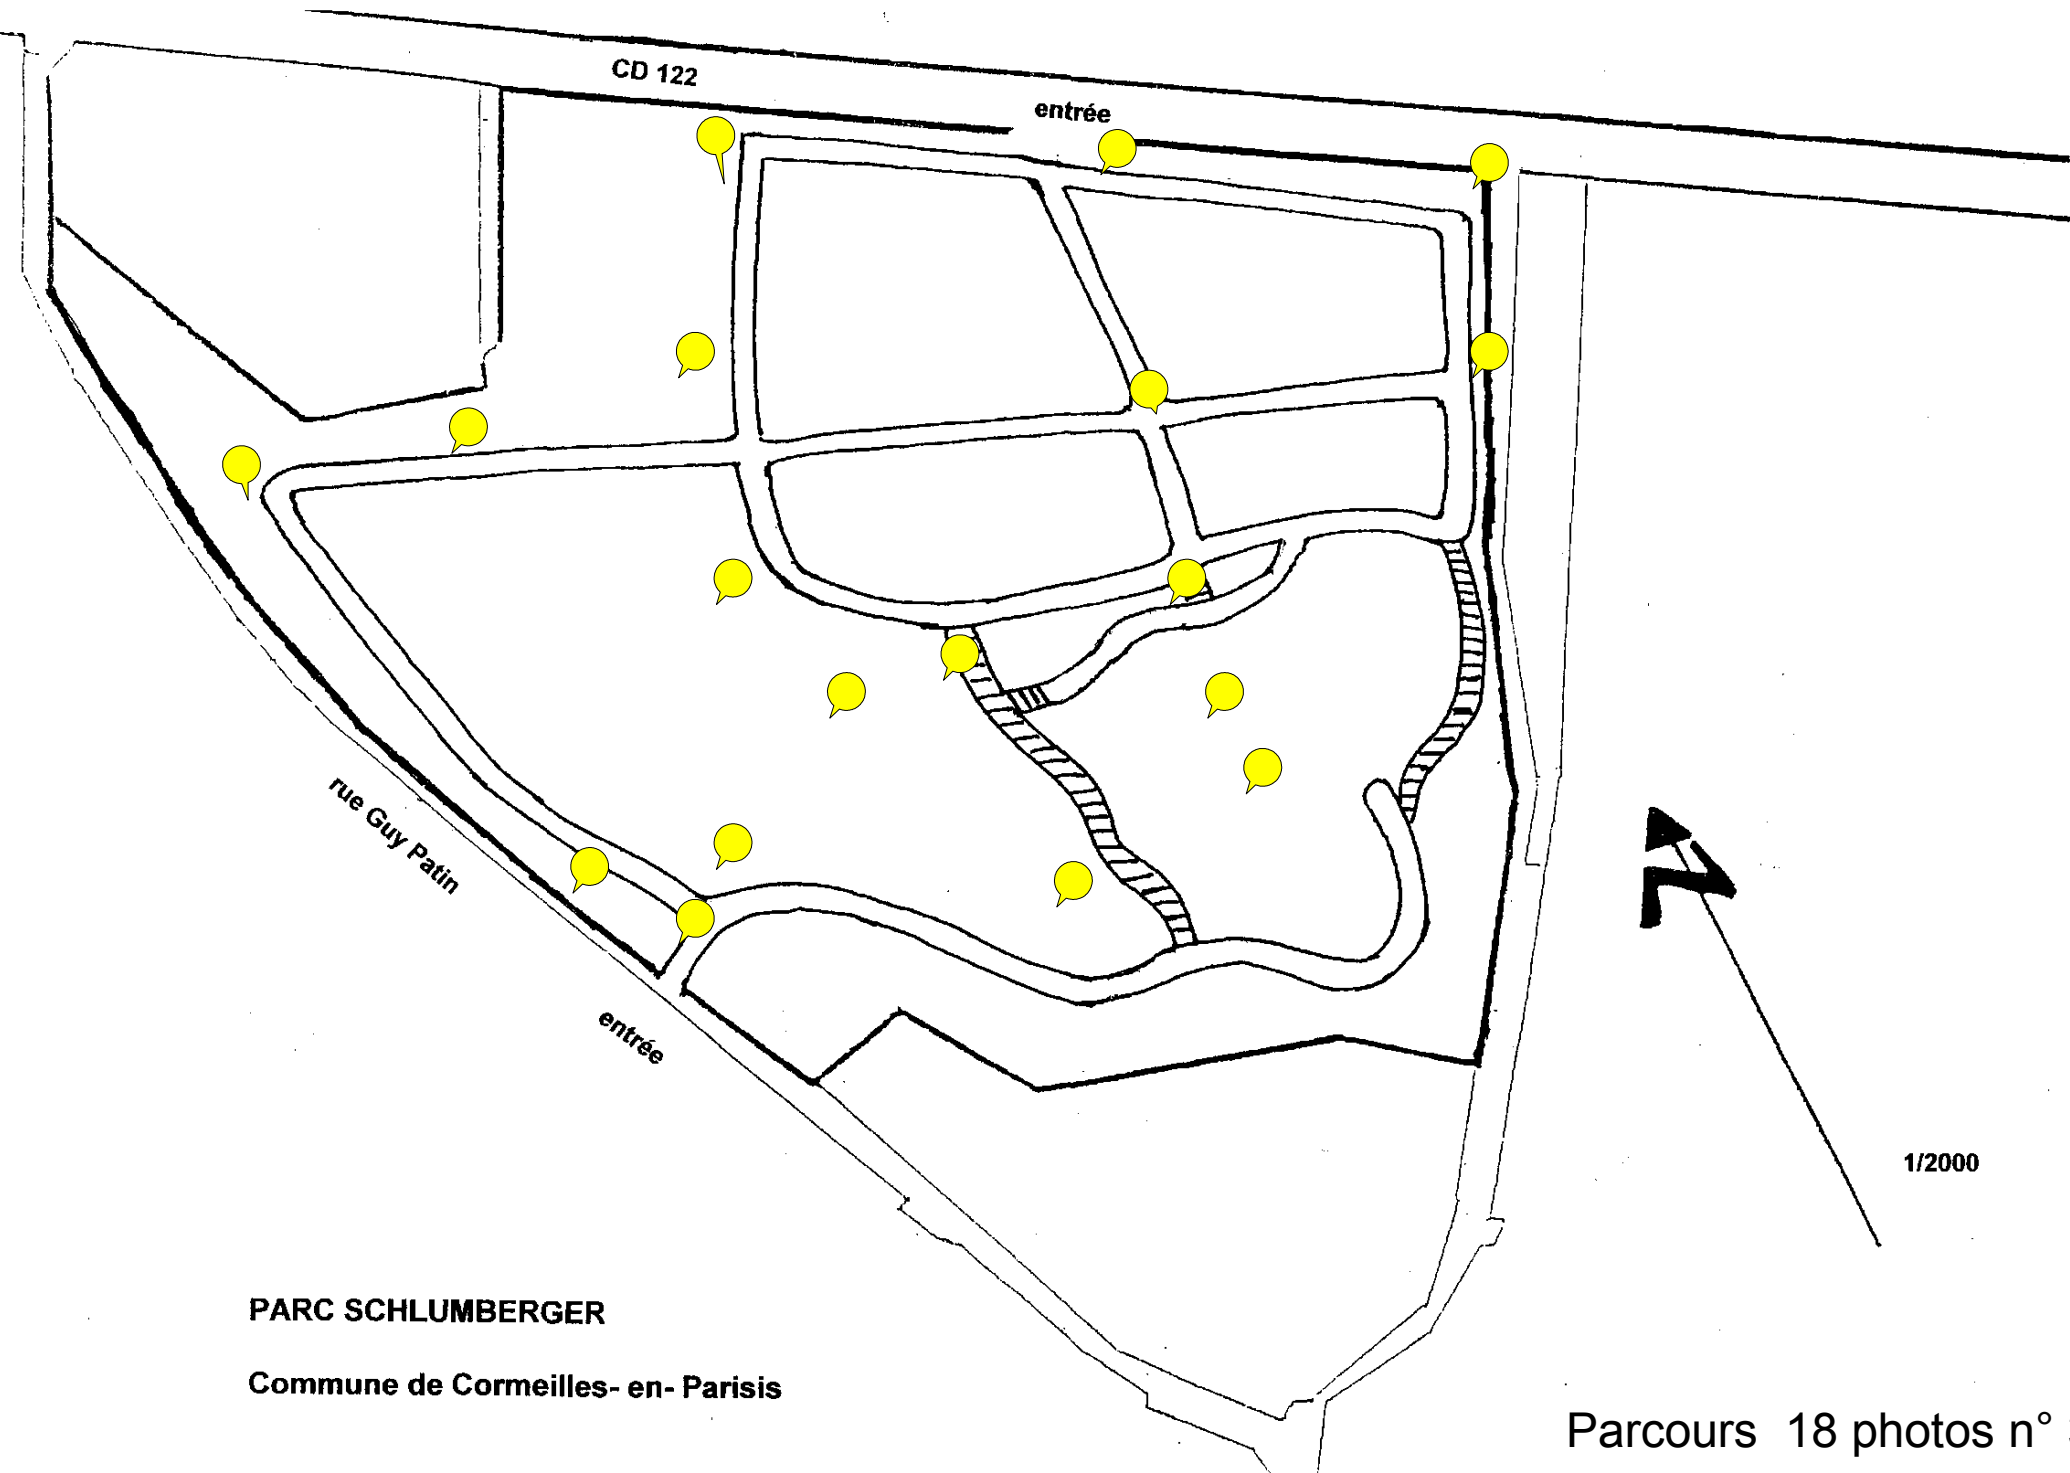 CD 122
entrée
rue Guy Patin
entrée
N
1/2000
PARC SCHLUMBERGER
Commune de Cormeilles- en- Parisis
Parcours 18 photos n°